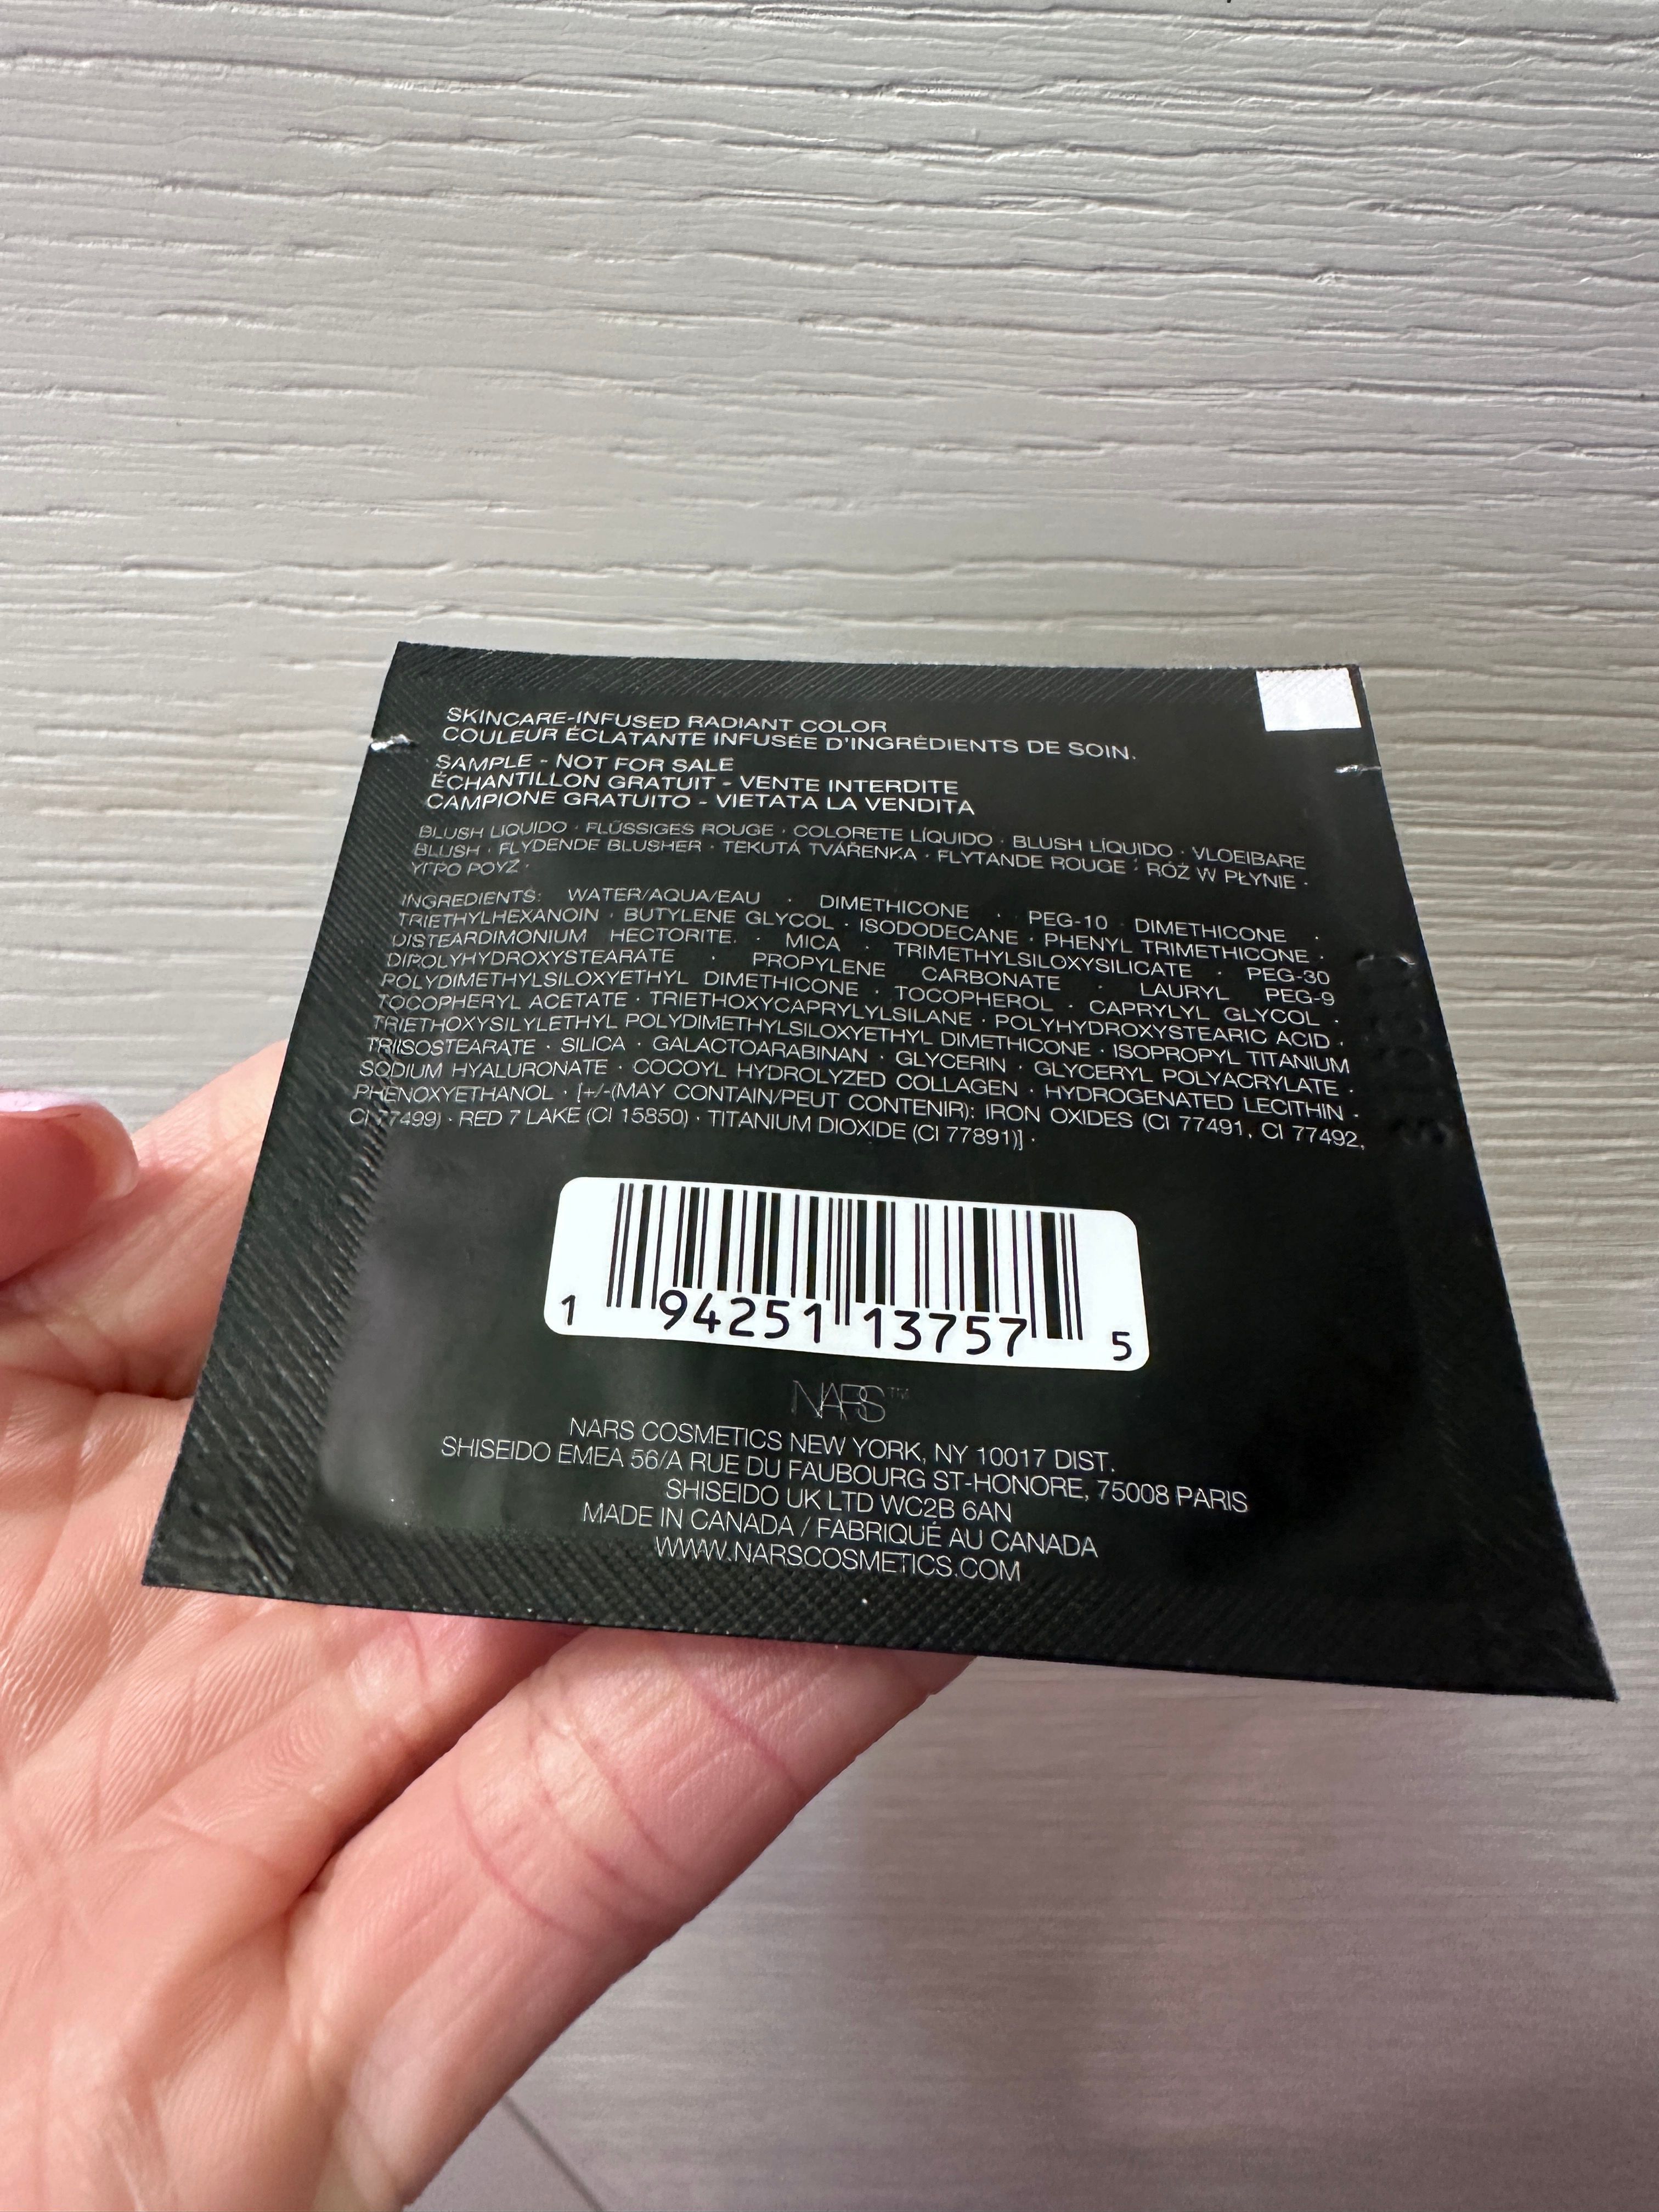 SKINCARE-INFUSED RADIANT COLOR
COULEUR ÉCLATANTE INFUSÉE D'INGRÉDIENTS DE SOIN.
SAMPLE - NOT FOR SALE
ÉCHANTILLON GRATUIT - VENTE INTERDITE
CAMPIONE GRATUITO - VIETATA LA VENDITA
BLUSH LIQUIDO · FLÜSSIGES ROUGE · COLORETE LÍQUIDO · BLUSH LÍQUIDO · VLOEIBARE
BLUSH · FLYDENDE BLUSHER · TEKUTÁ TVÁŘENKA · FLYTANDE ROUGE · RÓŻ W PŁYNIE ·
ΥΓΡΟ ΡΟΥΖ ·
INGREDIENTS: WATER/AQUA/EAU · DIMETHICONE · PEG-10 DIMETHICONE ·
TRIETHYLHEXANOIN · BUTYLENE GLYCOL · ISODODECANE · PHENYL TRIMETHICONE ·
DISTEARDIMONIUM HECTORITE · MICA · TRIMETHYLSILOXYSILICATE · PEG-30
DIPOLYHYDROXYSTEARATE · PROPYLENE CARBONATE · LAURYL PEG-9
POLYDIMETHYLSILOXYETHYL DIMETHICONE · TOCOPHEROL · CAPRYLYL GLYCOL ·
TOCOPHERYL ACETATE · TRIETHOXYCAPRYLYLSILANE · POLYHYDROXYSTEARIC ACID ·
TRIETHOXYSILYLETHYL POLYDIMETHYLSILOXYETHYL DIMETHICONE · ISOPROPYL TITANIUM
TRIISOSTEARATE · SILICA · GALACTOARABINAN · GLYCERIN · GLYCERYL POLYACRYLATE ·
SODIUM HYALURONATE · COCOYL HYDROLYZED COLLAGEN · HYDROGENATED LECITHIN ·
PHENOXYETHANOL · [+/-(MAY CONTAIN/PEUT CONTENIR): IRON OXIDES (CI 77491, CI 77492,
CI 77499) · RED 7 LAKE (CI 15850) · TITANIUM DIOXIDE (CI 77891)] ·
1 94251 13757 5
NARS™
NARS COSMETICS NEW YORK, NY 10017 DIST.
SHISEIDO EMEA 56/A RUE DU FAUBOURG ST-HONORE, 75008 PARIS
SHISEIDO UK LTD WC2B 6AN
MADE IN CANADA / FABRIQUÉ AU CANADA
WWW.NARSCOSMETICS.COM